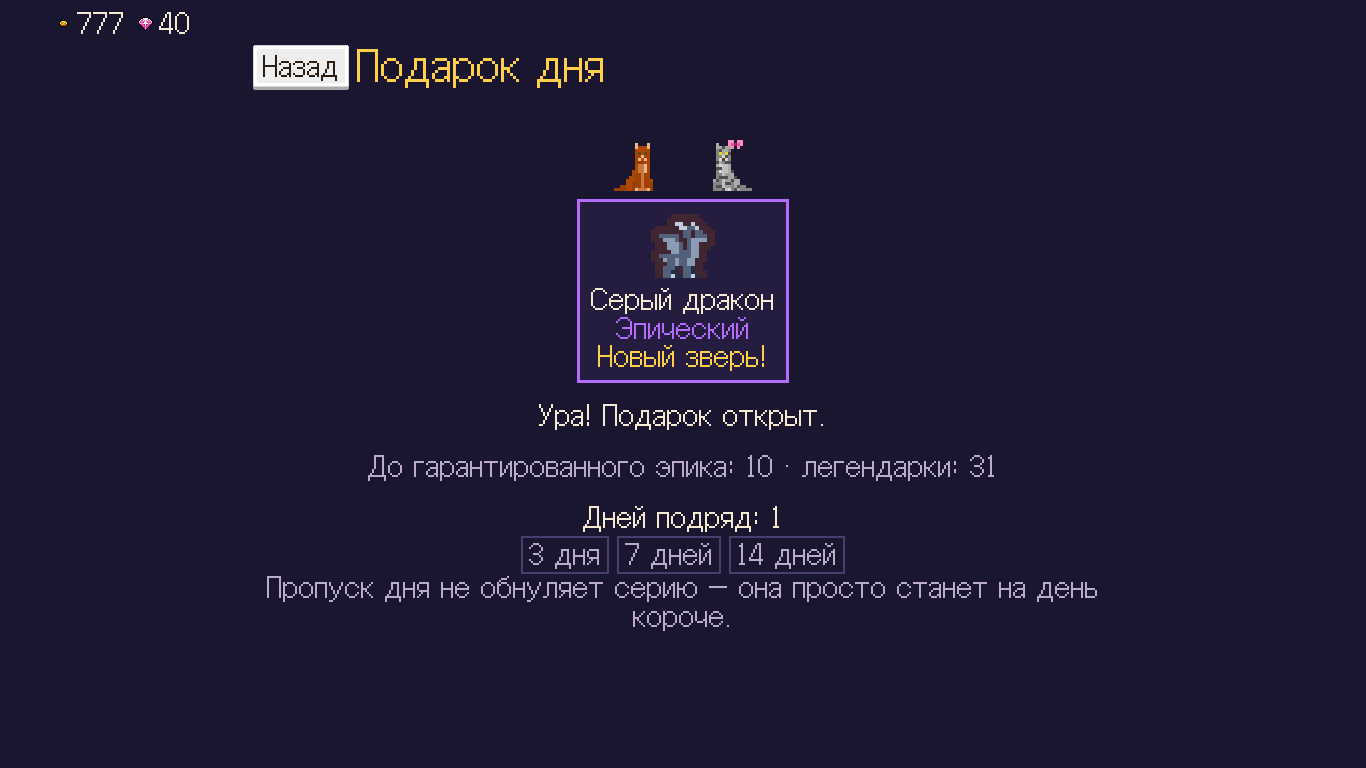 777 40
Назад Подарок дня
Серый дракон
Эпический
Новый зверь!
Ура! Подарок открыт.
До гарантированного эпика: 10 · легендарки: 31
Дней подряд: 1
3 дня 7 дней 14 дней
Пропуск дня не обнуляет серию — она просто станет на день
короче.